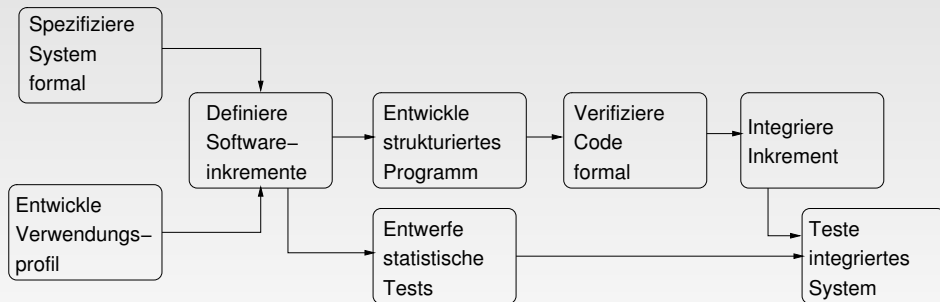 Spezifiziere
System
formal
Definiere
Software−
inkremente
Entwickle
strukturiertes
Programm
Verifiziere
Code
formal
Integriere
Inkrement
Entwickle
Verwendungs−
profil
Entwerfe
statistische
Tests
Teste
integriertes
System